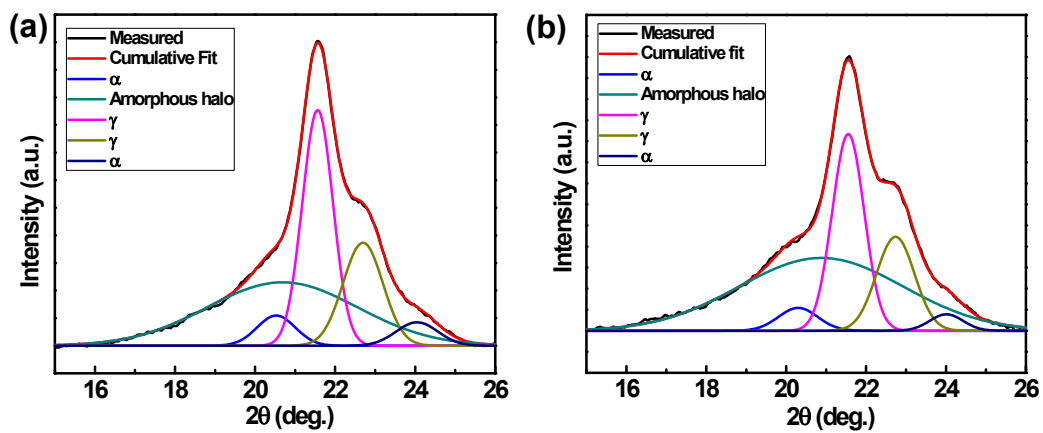 (a)
Measured
Cumulative Fit
α
Amorphous halo
γ
γ
α
Intensity (a.u.)
16 18 20 22 24 26
2θ (deg.)
(b)
Measured
Cumulative fit
α
Amorphous halo
γ
γ
α
Intensity (a.u.)
16 18 20 22 24 26
2θ (deg.)